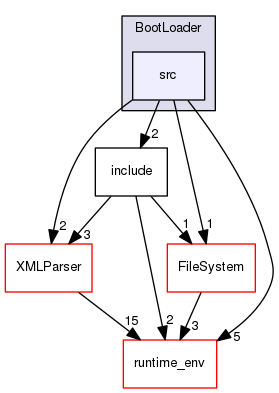 BootLoader
src
2
include
1
1
2
3
XMLParser
FileSystem
15
2
3
5
runtime_env